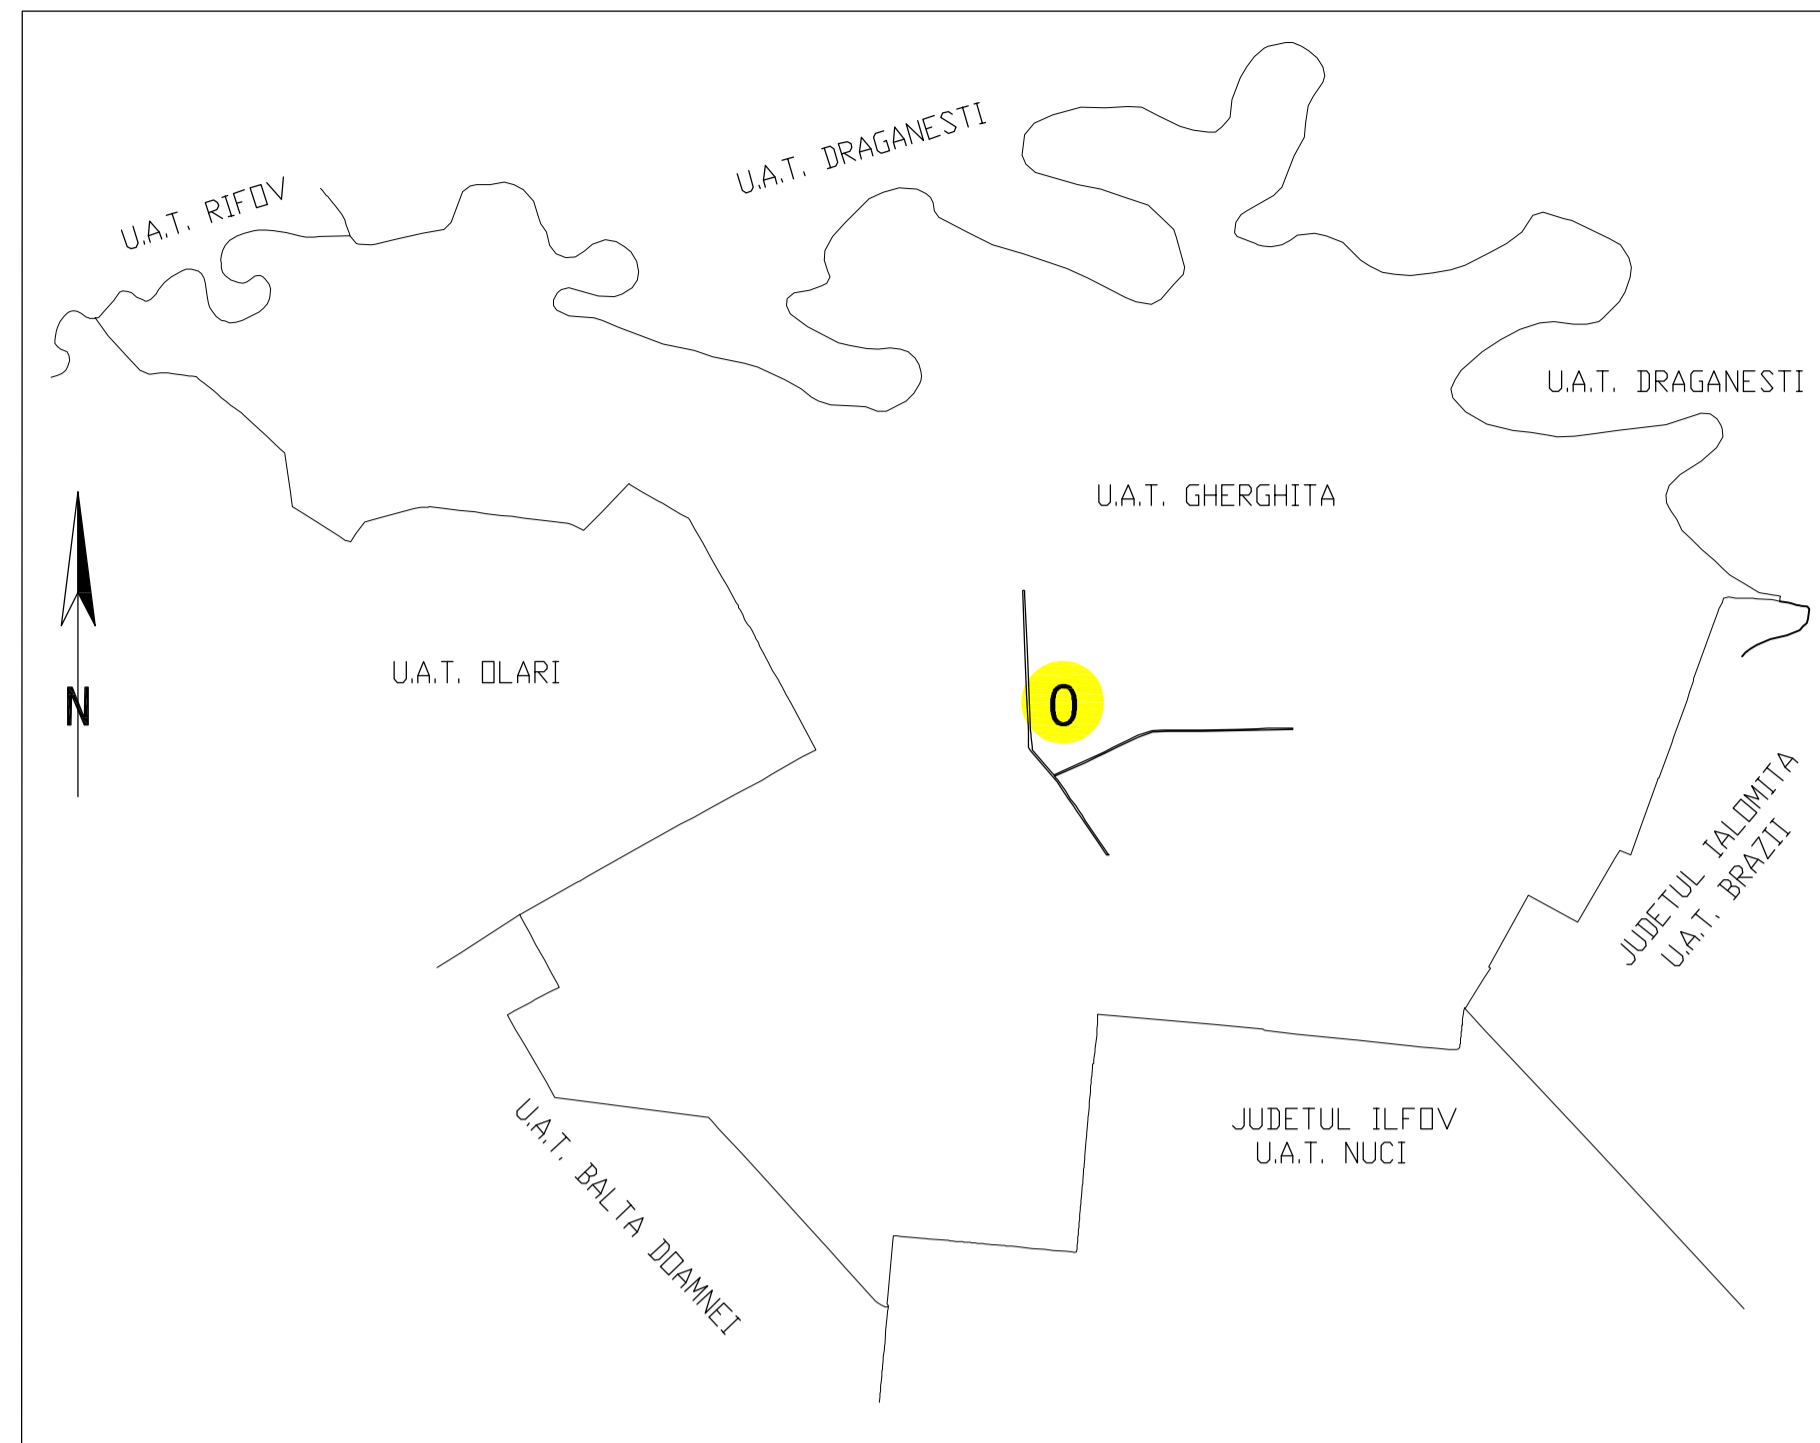 U.A.T. DRAGANESTI
U.A.T. RIFOV
U.A.T. DRAGANESTI
U.A.T. GHERGHITA
U.A.T. OLARI
N
0
JUDETUL IALOMITA
U.A.T. BRAZII
JUDETUL ILFOV
U.A.T. NUCI
U.A.T. BALTA DOAMNEI